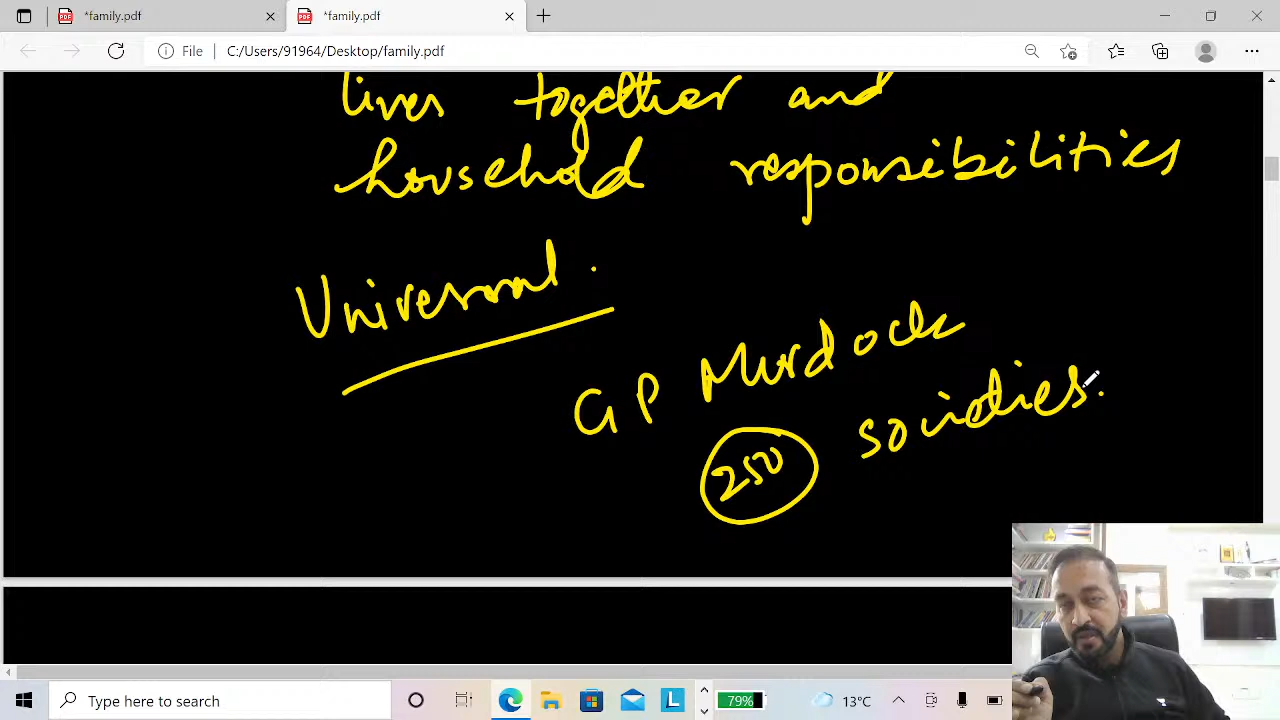 *family.pdf
*family.pdf
File C:/Users/91964/Desktop/family.pdf
lives together and
household responsibilities
Universal.
GP Murdock
250 societies.
Type here to search
L
79%
13°C